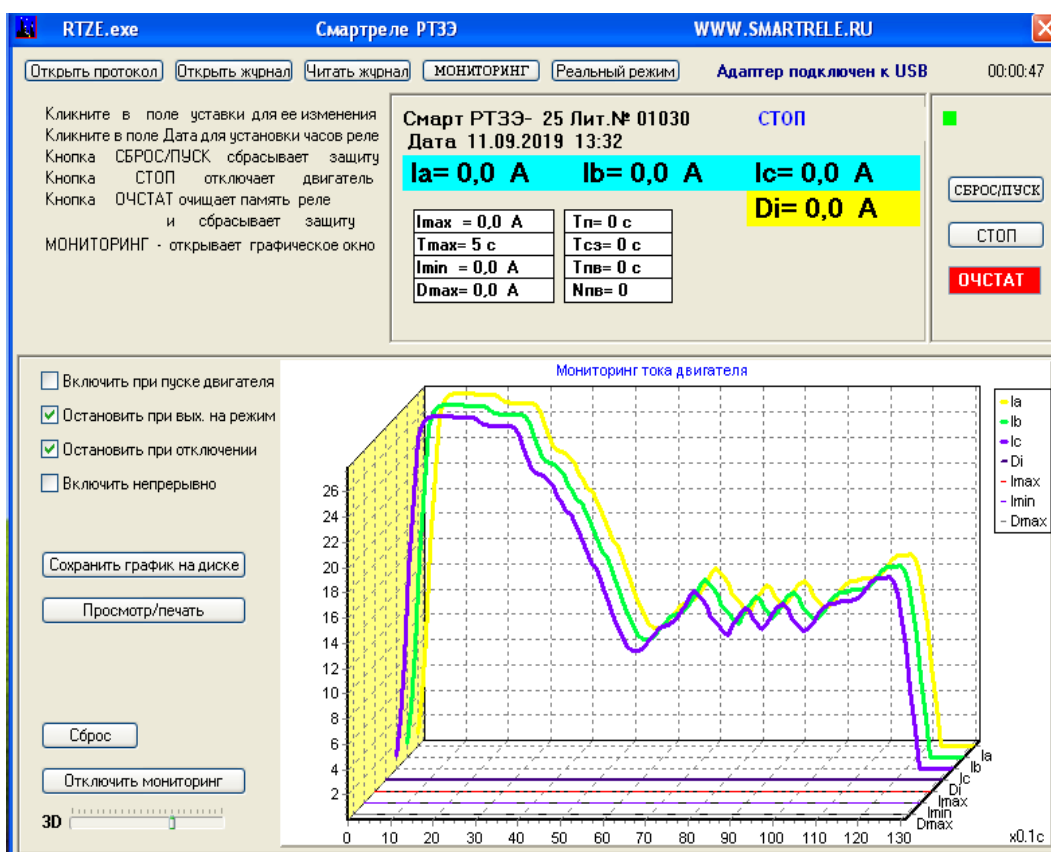 RTZE.exe Смартреле РТЗЭ WWW.SMARTRELE.RU
Открыть протокол Открыть журнал Читать журнал МОНИТОРИНГ Реальный режим Адаптер подключен к USB 00:00:47
Кликните в поле уставки для ее изменения
Кликните в поле Дата для установки часов реле
Кнопка СБРОС/ПУСК сбрасывает защиту
Кнопка СТОП отключает двигатель
Кнопка ОЧСТАТ очищает память реле
и сбрасывает защиту
МОНИТОРИНГ - открывает графическое окно
Смарт РТЗЭ- 25 Лит.№ 01030 СТОП
Дата 11.09.2019 13:32
Ia= 0,0 A Ib= 0,0 A Ic= 0,0 A
Di= 0,0 A
Imax = 0,0 A Тп= 0 с
Tmax= 5 с Тсз= 0 с
Imin = 0,0 A Тпв= 0 с
Dmax= 0,0 A Nпв= 0
СБРОС/ПУСК
СТОП
ОЧСТАТ
Включить при пуске двигателя
Остановить при вых. на режим
Остановить при отключении
Включить непрерывно
Сохранить график на диске
Просмотр/печать
Сброс
Отключить мониторинг
3D
Мониторинг тока двигателя
26
24
22
20
18
16
14
12
10
8
6
4
2
0 10 20 30 40 50 60 70 80 90 100 110 120 130 x0.1с
Ia
Ib
Ic
Di
Imax
Imin
Dmax
Ia
Ib
Ic
Di
Imax
Imin
Dmax